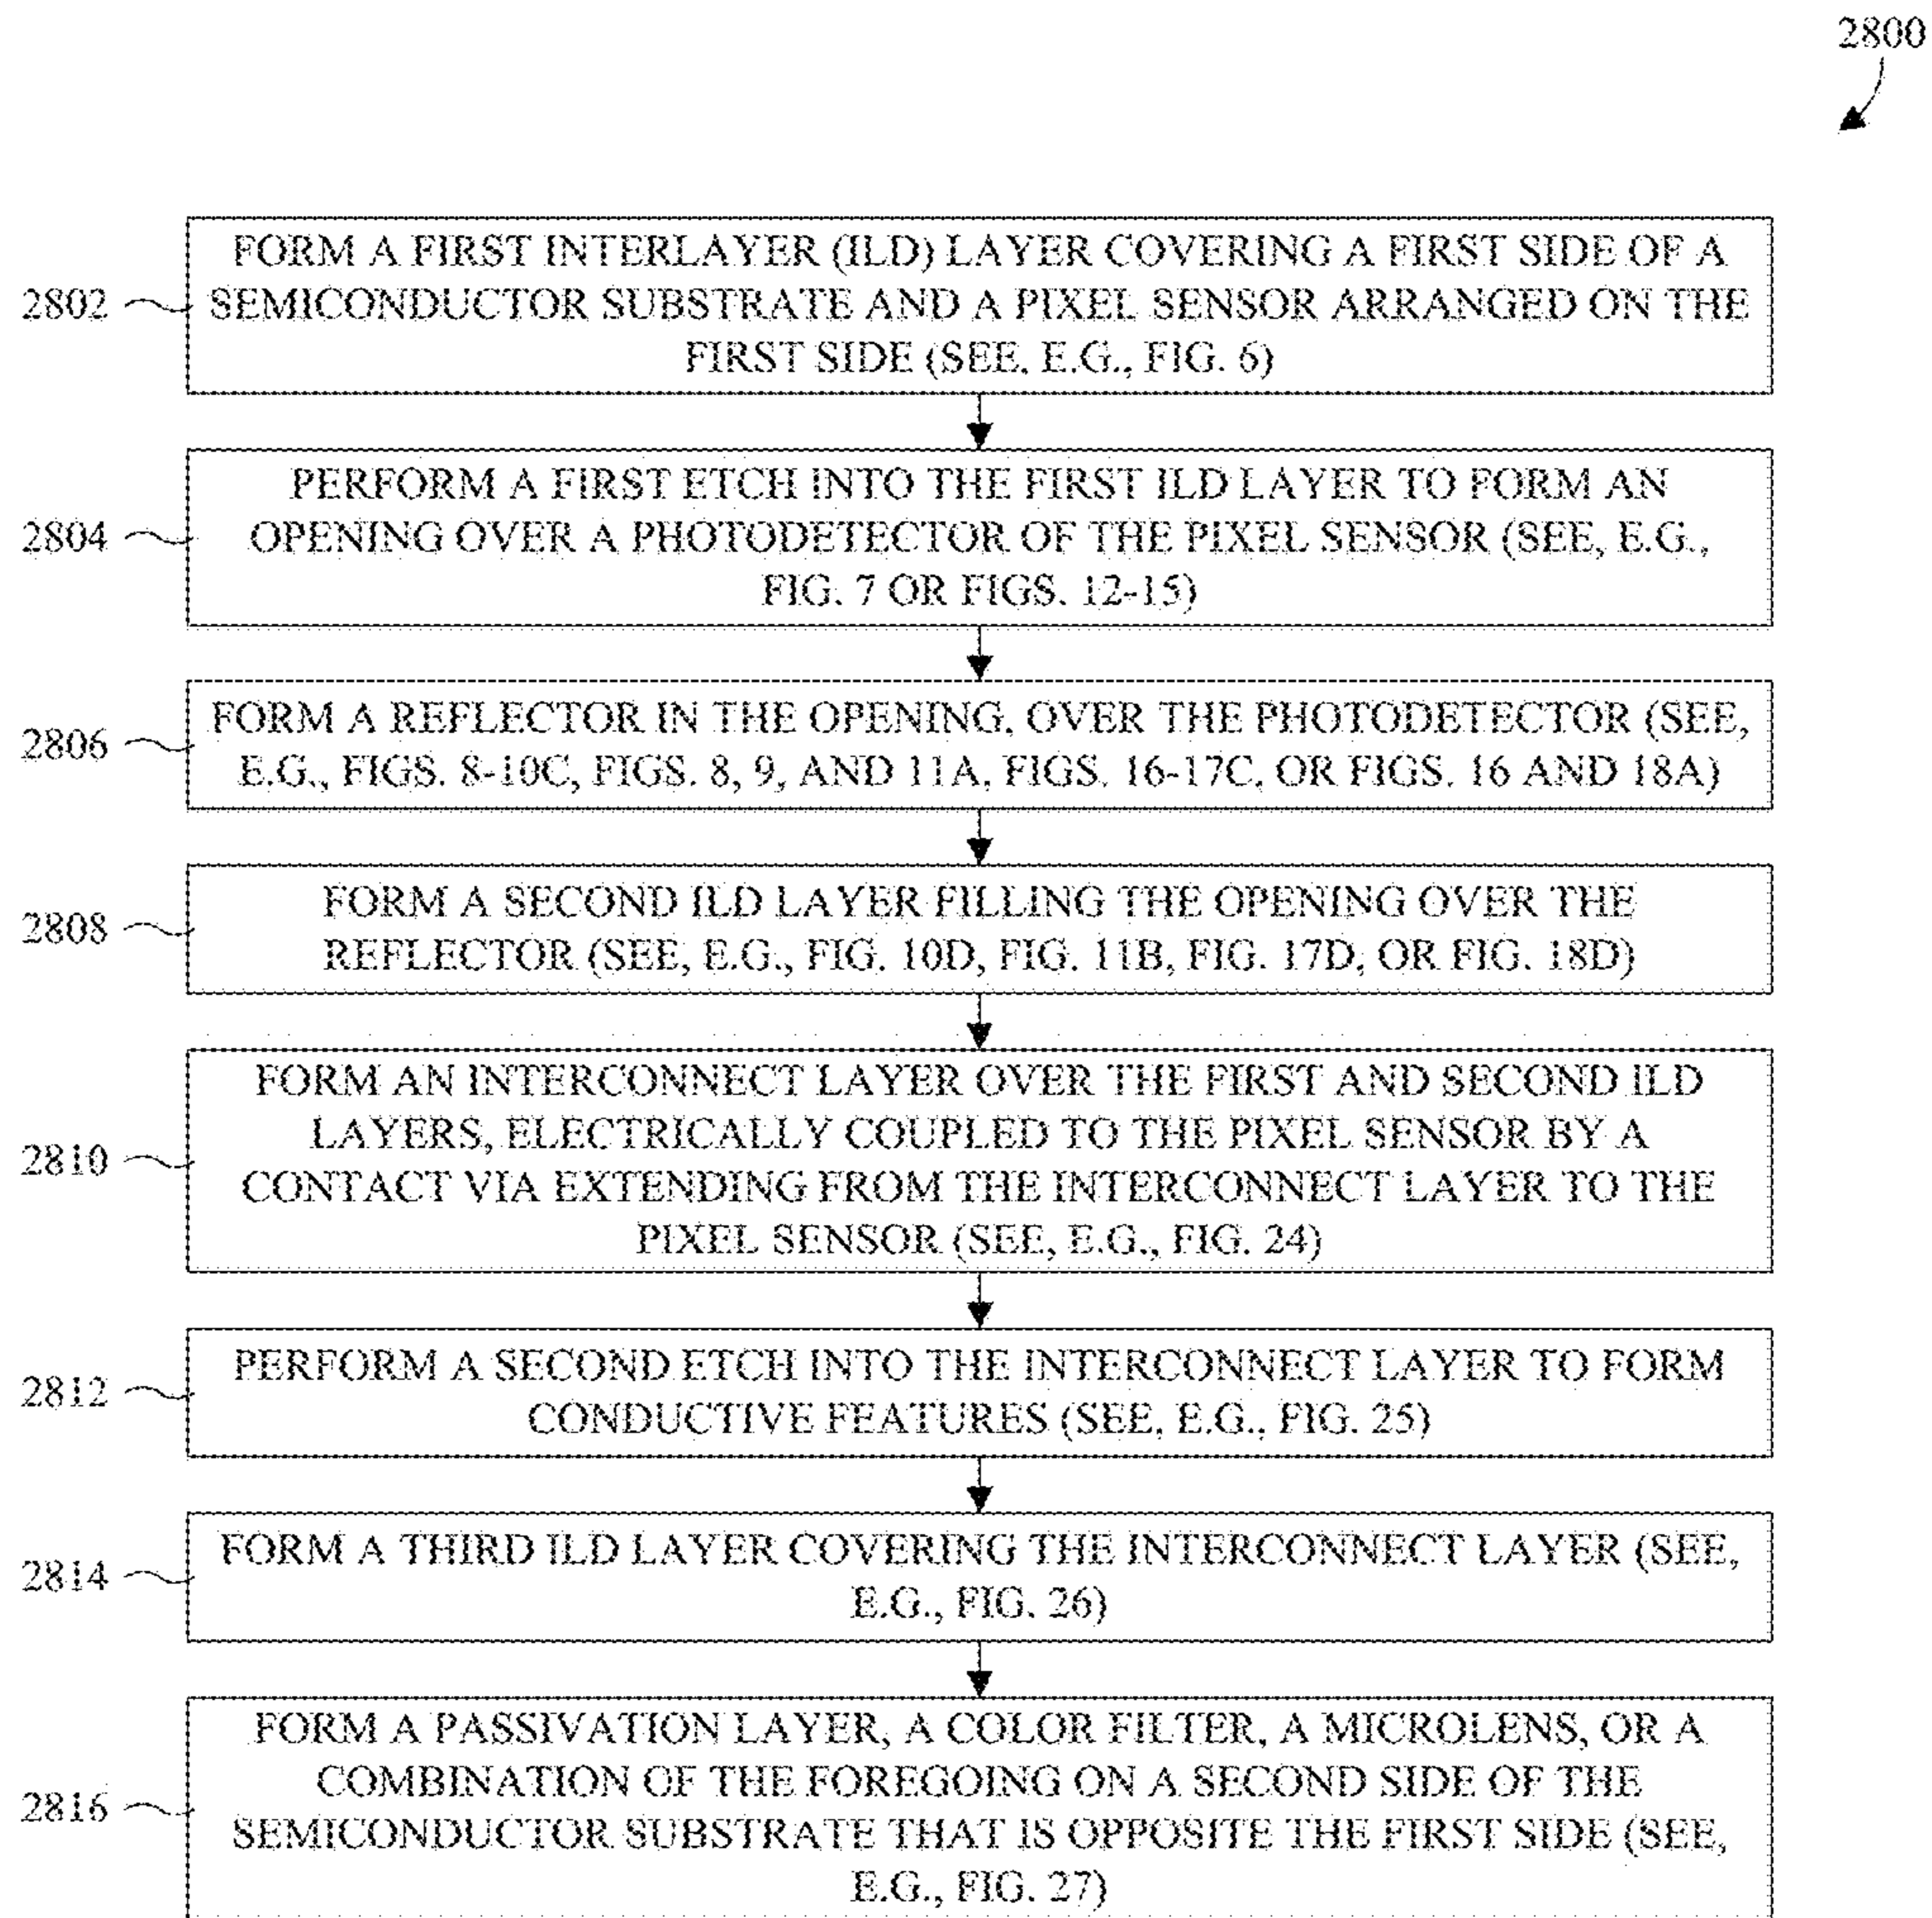 2800
FORM A FIRST INTERLAYER (ILD) LAYER COVERING A FIRST SIDE OF A
2802 SEMICONDUCTOR SUBSTRATE AND A PIXEL SENSOR ARRANGED ON THE
FIRST SIDE (SEE, E.G., FIG. 6)
PERFORM A FIRST ETCH INTO THE FIRST ILD LAYER TO FORM AN
2804 OPENING OVER A PHOTODETECTOR OF THE PIXEL SENSOR (SEE, E.G.,
FIG. 7 OR FIGS. 12-15)
2806
FORM A REFLECTOR IN THE OPENING, OVER THE PHOTODETECTOR (SEE,
E.G., FIGS. 8-10C, FIGS. 8, 9, AND 11A, FIGS. 16-17C, OR FIGS. 16 AND 18A)
2808
FORM A SECOND ILD LAYER FILLING THE OPENING OVER THE
REFLECTOR (SEE, E.G., FIG. 10D, FIG. 11B, FIG. 17D, OR FIG. 18D)
2810
FORM AN INTERCONNECT LAYER OVER THE FIRST AND SECOND ILD
LAYERS, ELECTRICALLY COUPLED TO THE PIXEL SENSOR BY A
CONTACT VIA EXTENDING FROM THE INTERCONNECT LAYER TO THE
PIXEL SENSOR (SEE, E.G., FIG. 24)
2812
PERFORM A SECOND ETCH INTO THE INTERCONNECT LAYER TO FORM
CONDUCTIVE FEATURES (SEE, E.G., FIG. 25)
2814
FORM A THIRD ILD LAYER COVERING THE INTERCONNECT LAYER (SEE,
E.G., FIG. 26)
2816
FORM A PASSIVATION LAYER, A COLOR FILTER, A MICROLENS, OR A
COMBINATION OF THE FOREGOING ON A SECOND SIDE OF THE
SEMICONDUCTOR SUBSTRATE THAT IS OPPOSITE THE FIRST SIDE (SEE,
E.G., FIG. 27)